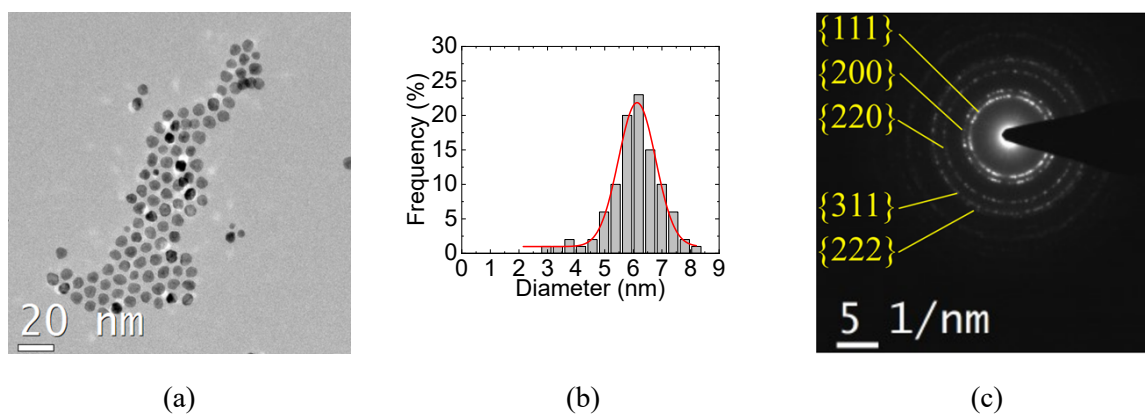 20 nm
Frequency (%)
30
25
20
15
10
5
0
0 1 2 3 4 5 6 7 8 9
Diameter (nm)
{111}
{200}
{220}
{311}
{222}
5 1/nm
(a) (b) (c)